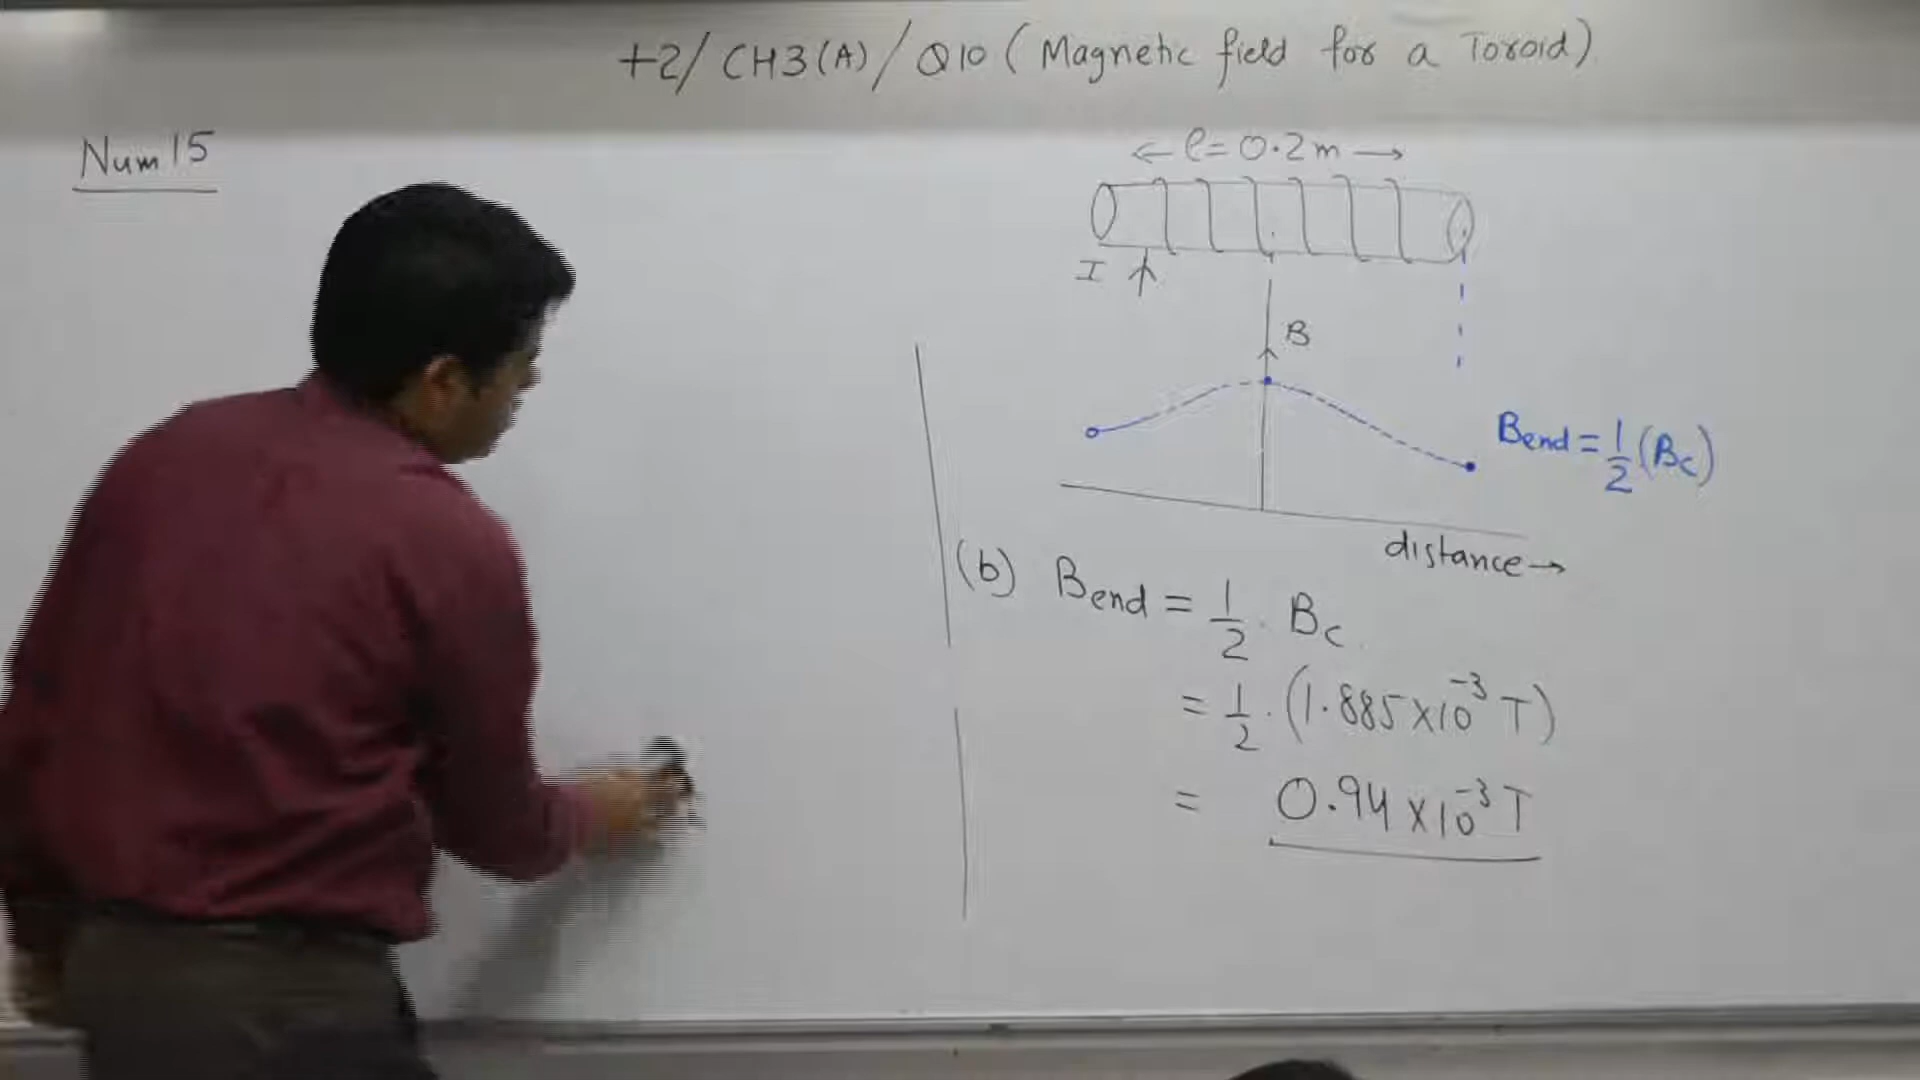 +2/ CH3(A) / Q10 ( Magnetic field for a Toroid)
Num 15
← l = 0.2m →
I
B
Bend = 1/2 (Bc)
distance →
(b) Bend = 1/2 . Bc
= 1/2 . (1.885 x 10^-3 T)
= 0.94 x 10^-3 T